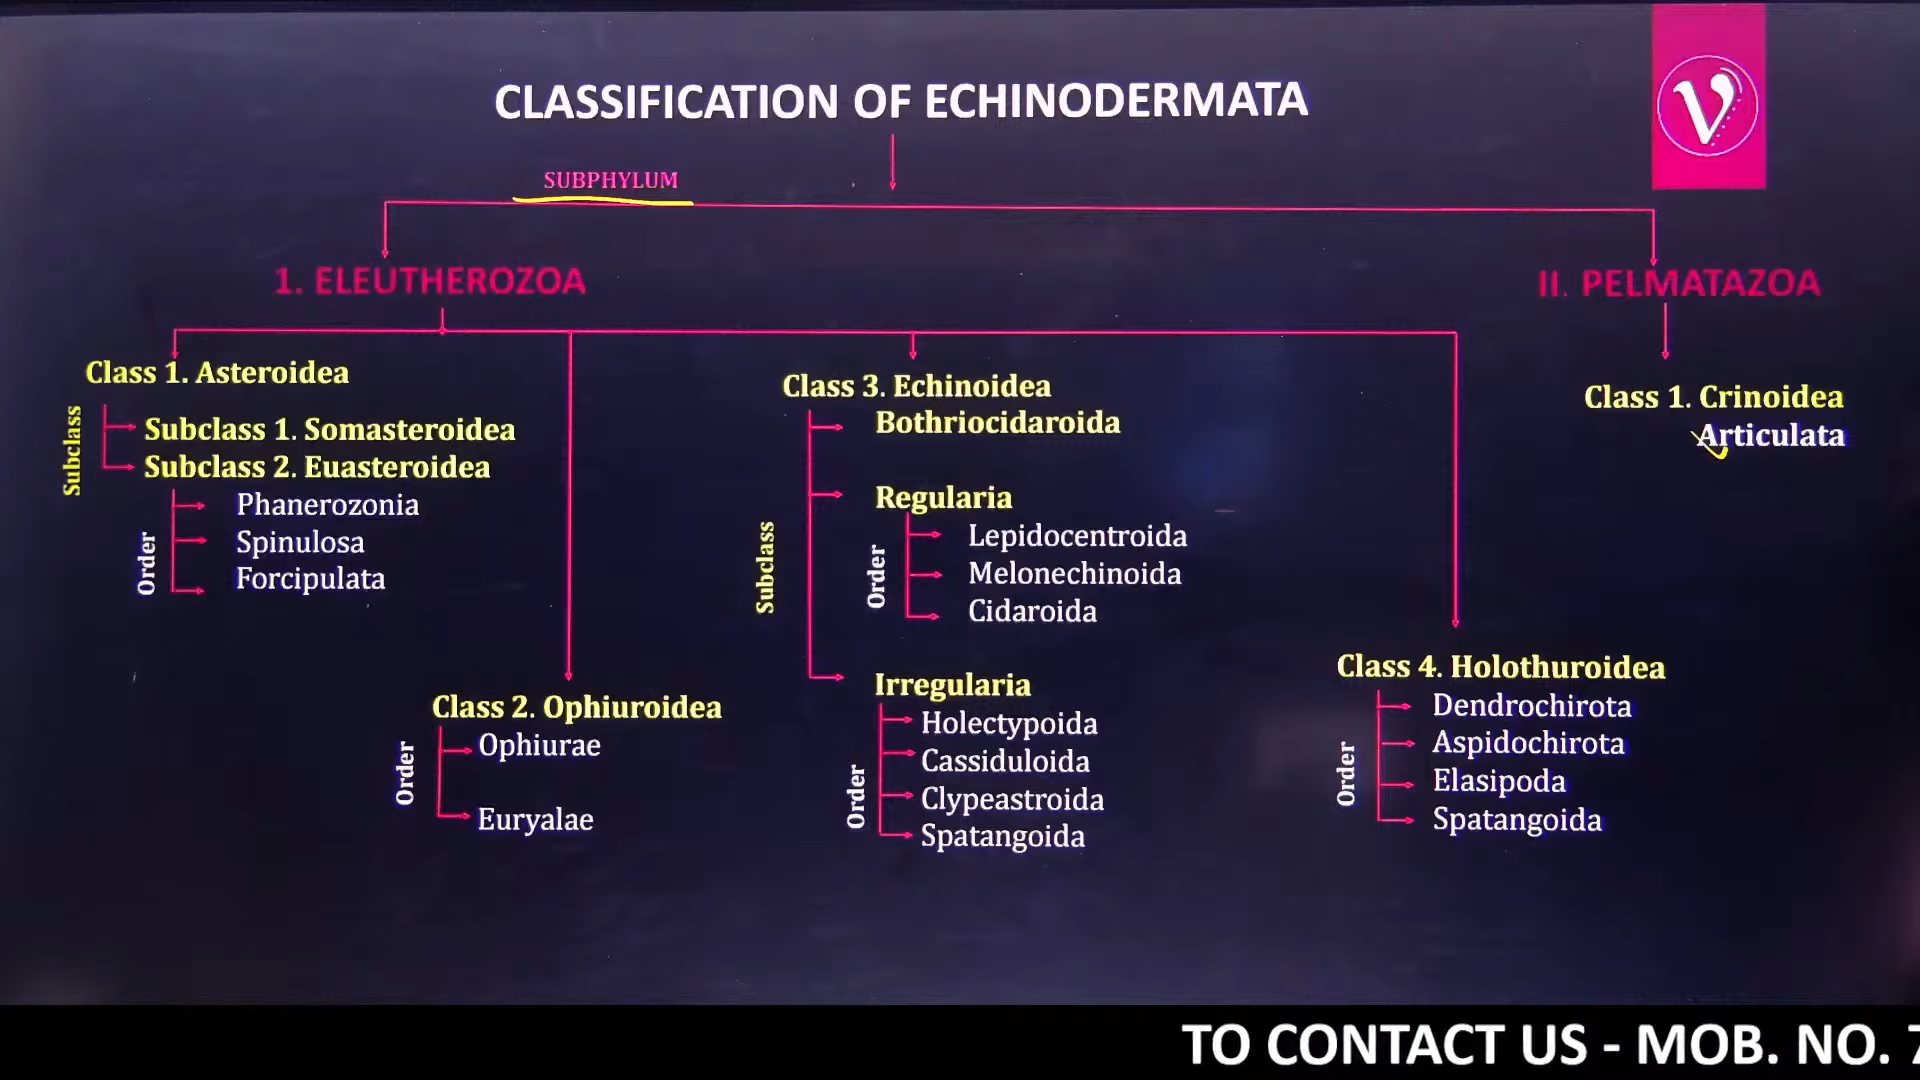 CLASSIFICATION OF ECHINODERMATA
SUBPHYLUM
1. ELEUTHEROZOA
II. PELMATAZOA
Class 1. Asteroidea
Subclass
Subclass 1. Somasteroidea
Subclass 2. Euasteroidea
Order
Phanerozonia
Spinulosa
Forcipulata
Class 2. Ophiuroidea
Order
Ophiurae
Euryalae
Class 3. Echinoidea
Subclass
Bothriocidaroida
Regularia
Order
Lepidocentroida
Melonechinoida
Cidaroida
Irregularia
Order
Holectypoida
Cassiduloida
Clypeastroida
Spatangoida
Class 4. Holothuroidea
Order
Dendrochirota
Aspidochirota
Elasipoda
Spatangoida
Class 1. Crinoidea
Articulata
V
TO CONTACT US - MOB. NO. 7